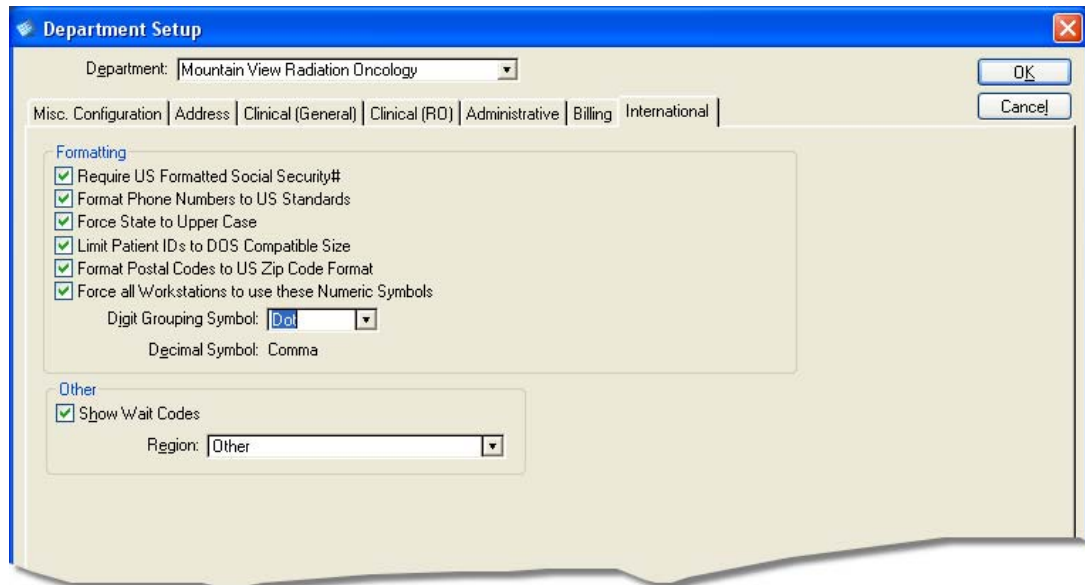 Department Setup
Department: Mountain View Radiation Oncology
OK
Cancel
Misc. Configuration Address Clinical (General) Clinical (RO) Administrative Billing International
Formatting
Require US Formatted Social Security#
Format Phone Numbers to US Standards
Force State to Upper Case
Limit Patient IDs to DOS Compatible Size
Format Postal Codes to US Zip Code Format
Force all Workstations to use these Numeric Symbols
Digit Grouping Symbol: Dot
Decimal Symbol: Comma
Other
Show Wait Codes
Region: Other